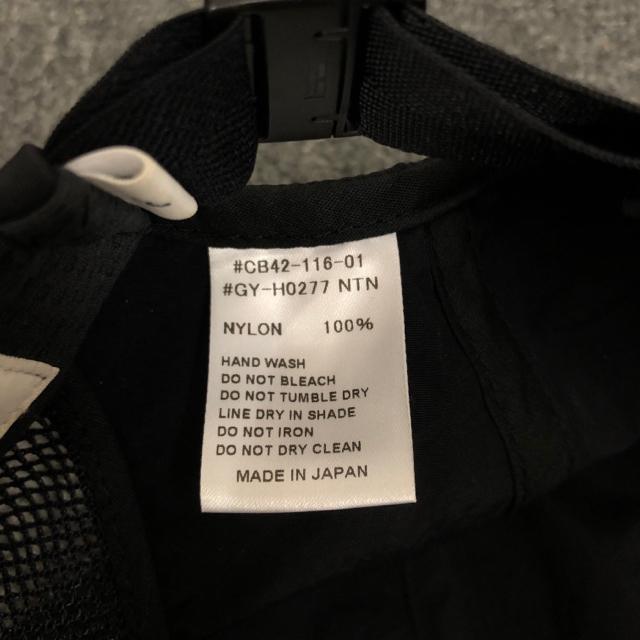 #CB42-116-01
#GY-H0277 NTN
NYLON 100%
HAND WASH
DO NOT BLEACH
DO NOT TUMBLE DRY
LINE DRY IN SHADE
DO NOT IRON
DO NOT DRY CLEAN
MADE IN JAPAN